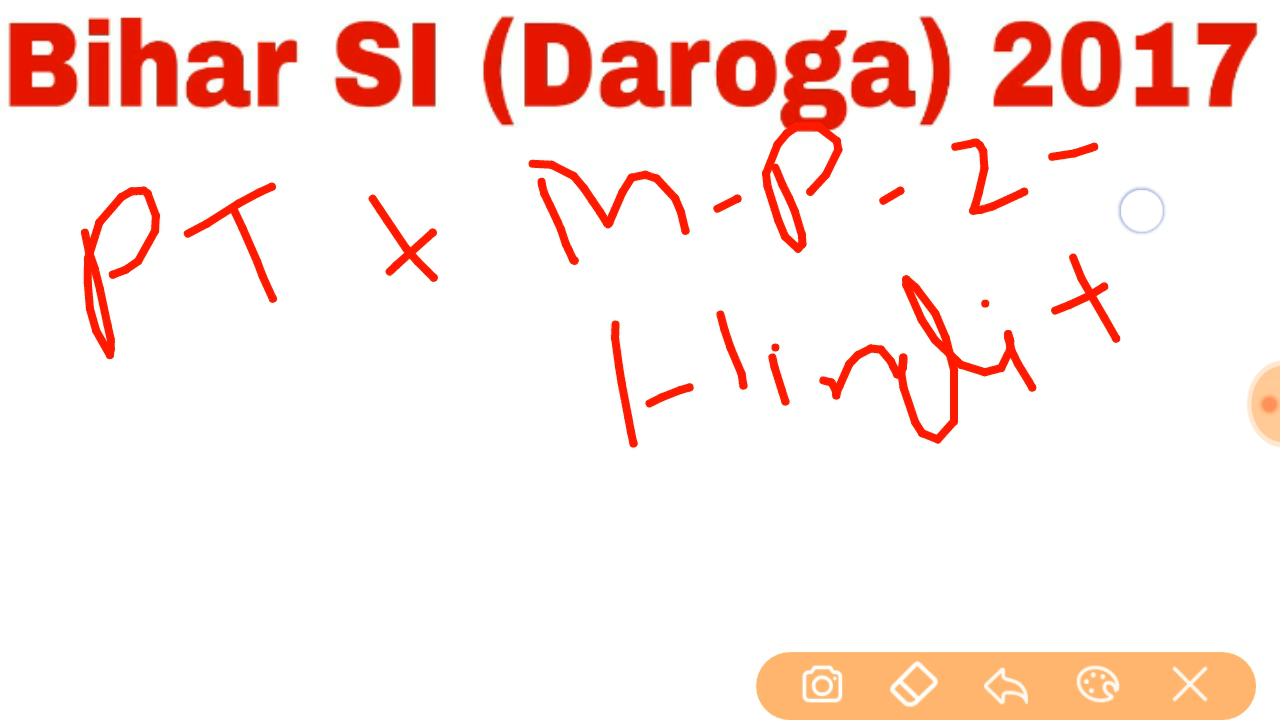 Bihar SI (Daroga) 2017
PT + M-P-2-
Hindi +